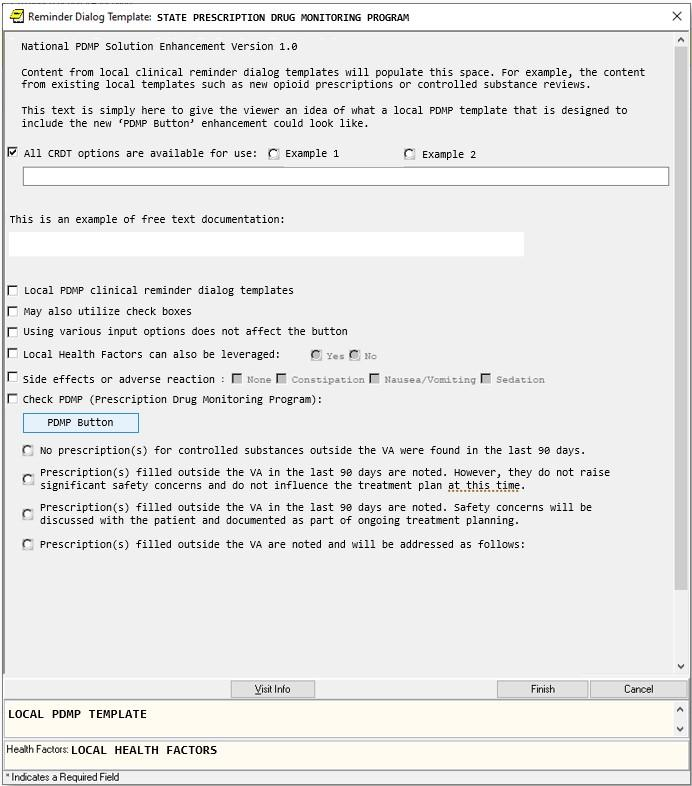 Reminder Dialog Template: STATE PRESCRIPTION DRUG MONITORING PROGRAM
National PDMP Solution Enhancement Version 1.0
Content from local clinical reminder dialog templates will populate this space. For example, the content
from existing local templates such as new opioid prescriptions or controlled substance reviews.
This text is simply here to give the viewer an idea of what a local PDMP template that is designed to
include the new ‘PDMP Button’ enhancement could look like.
All CRDT options are available for use: Example 1 Example 2
This is an example of free text documentation:
Local PDMP clinical reminder dialog templates
May also utilize check boxes
Using various input options does not affect the button
Local Health Factors can also be leveraged: Yes No
Side effects or adverse reaction : None Constipation Nausea/Vomiting Sedation
Check PDMP (Prescription Drug Monitoring Program):
PDMP Button
No prescription(s) for controlled substances outside the VA were found in the last 90 days.
Prescription(s) filled outside the VA in the last 90 days are noted. However, they do not raise
significant safety concerns and do not influence the treatment plan at this time.
Prescription(s) filled outside the VA in the last 90 days are noted. Safety concerns will be
discussed with the patient and documented as part of ongoing treatment planning.
Prescription(s) filled outside the VA are noted and will be addressed as follows:
Visit Info Finish Cancel
LOCAL PDMP TEMPLATE
Health Factors: LOCAL HEALTH FACTORS
* Indicates a Required Field